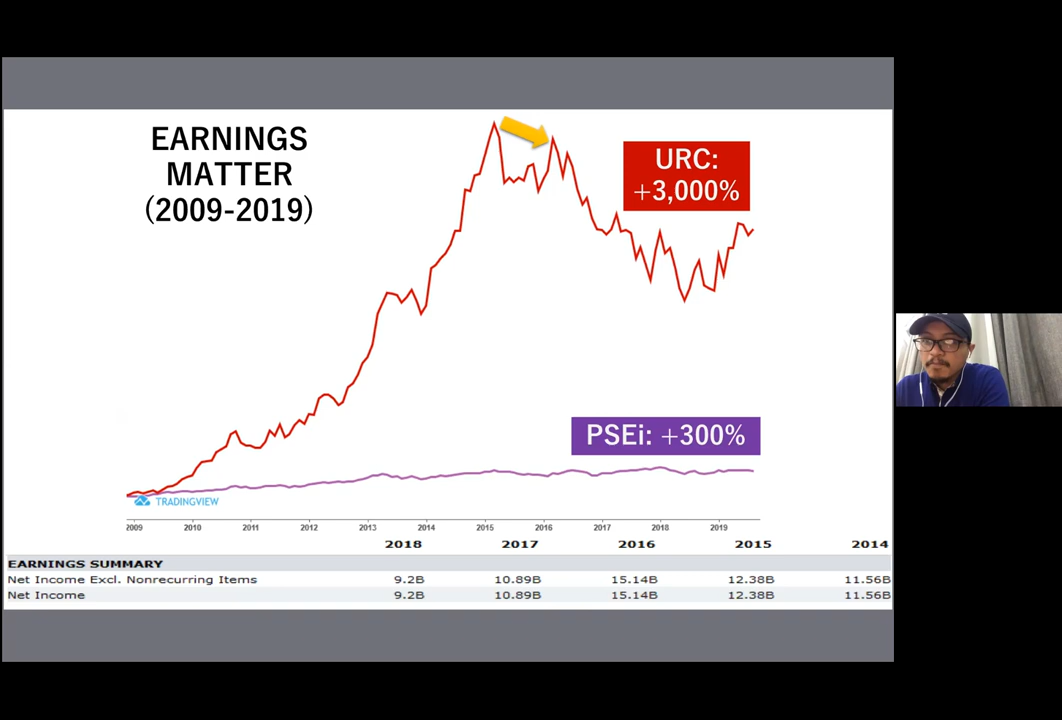 EARNINGS
MATTER
(2009-2019)
URC:
+3,000%
PSEi: +300%
TRADINGVIEW
2009 2010 2011 2012 2013 2014 2015 2016 2017 2018 2019
2018 2017 2016 2015 2014
EARNINGS SUMMARY
Net Income Excl. Nonrecurring Items 9.2B 10.89B 15.14B 12.38B 11.56B
Net Income 9.2B 10.89B 15.14B 12.38B 11.56B